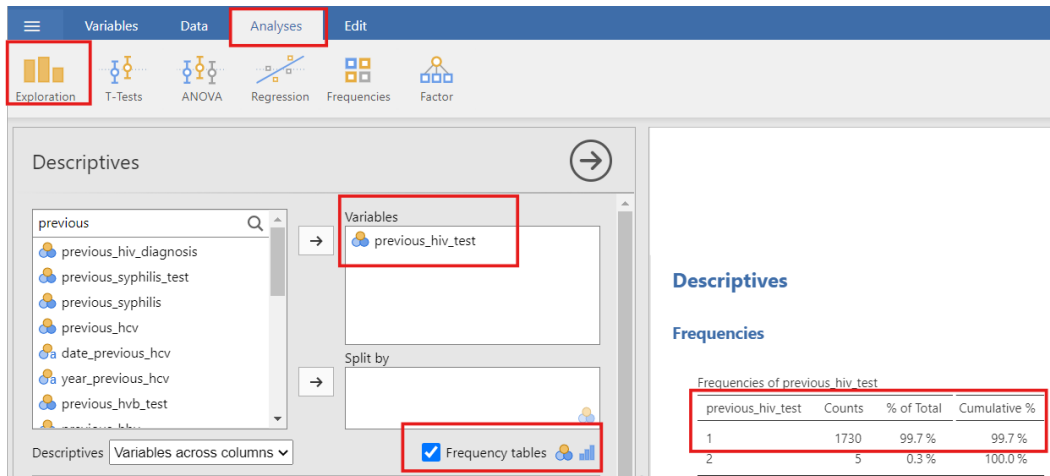 Variables Data Analyses Edit
Exploration T-Tests ANOVA Regression Frequencies Factor
Descriptives
previous
previous_hiv_diagnosis
previous_syphilis_test
previous_syphilis
previous_hcv
a date_previous_hcv
a year_previous_hcv
previous_hvb_test
Variables
previous_hiv_test
Split by
Descriptives Variables across columns
Frequency tables
Descriptives
Frequencies
Frequencies of previous_hiv_test
previous_hiv_test Counts % of Total Cumulative %
1 1730 99.7 % 99.7 %
2 5 0.3 % 100.0 %